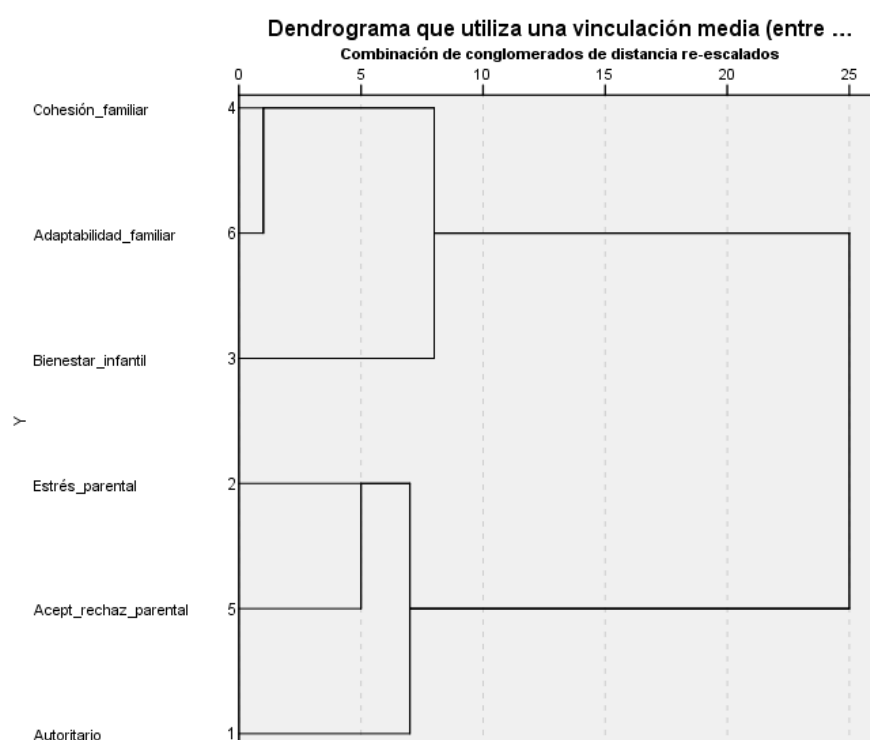 Dendrograma que utiliza una vinculación media (entre ...
Combinación de conglomerados de distancia re-escalados
0 5 10 15 20 25
Cohesión_familiar 4
Adaptabilidad_familiar 6
Bienestar_infantil 3
Y
Estrés_parental 2
Acept_rechaz_parental 5
Autoritario 1